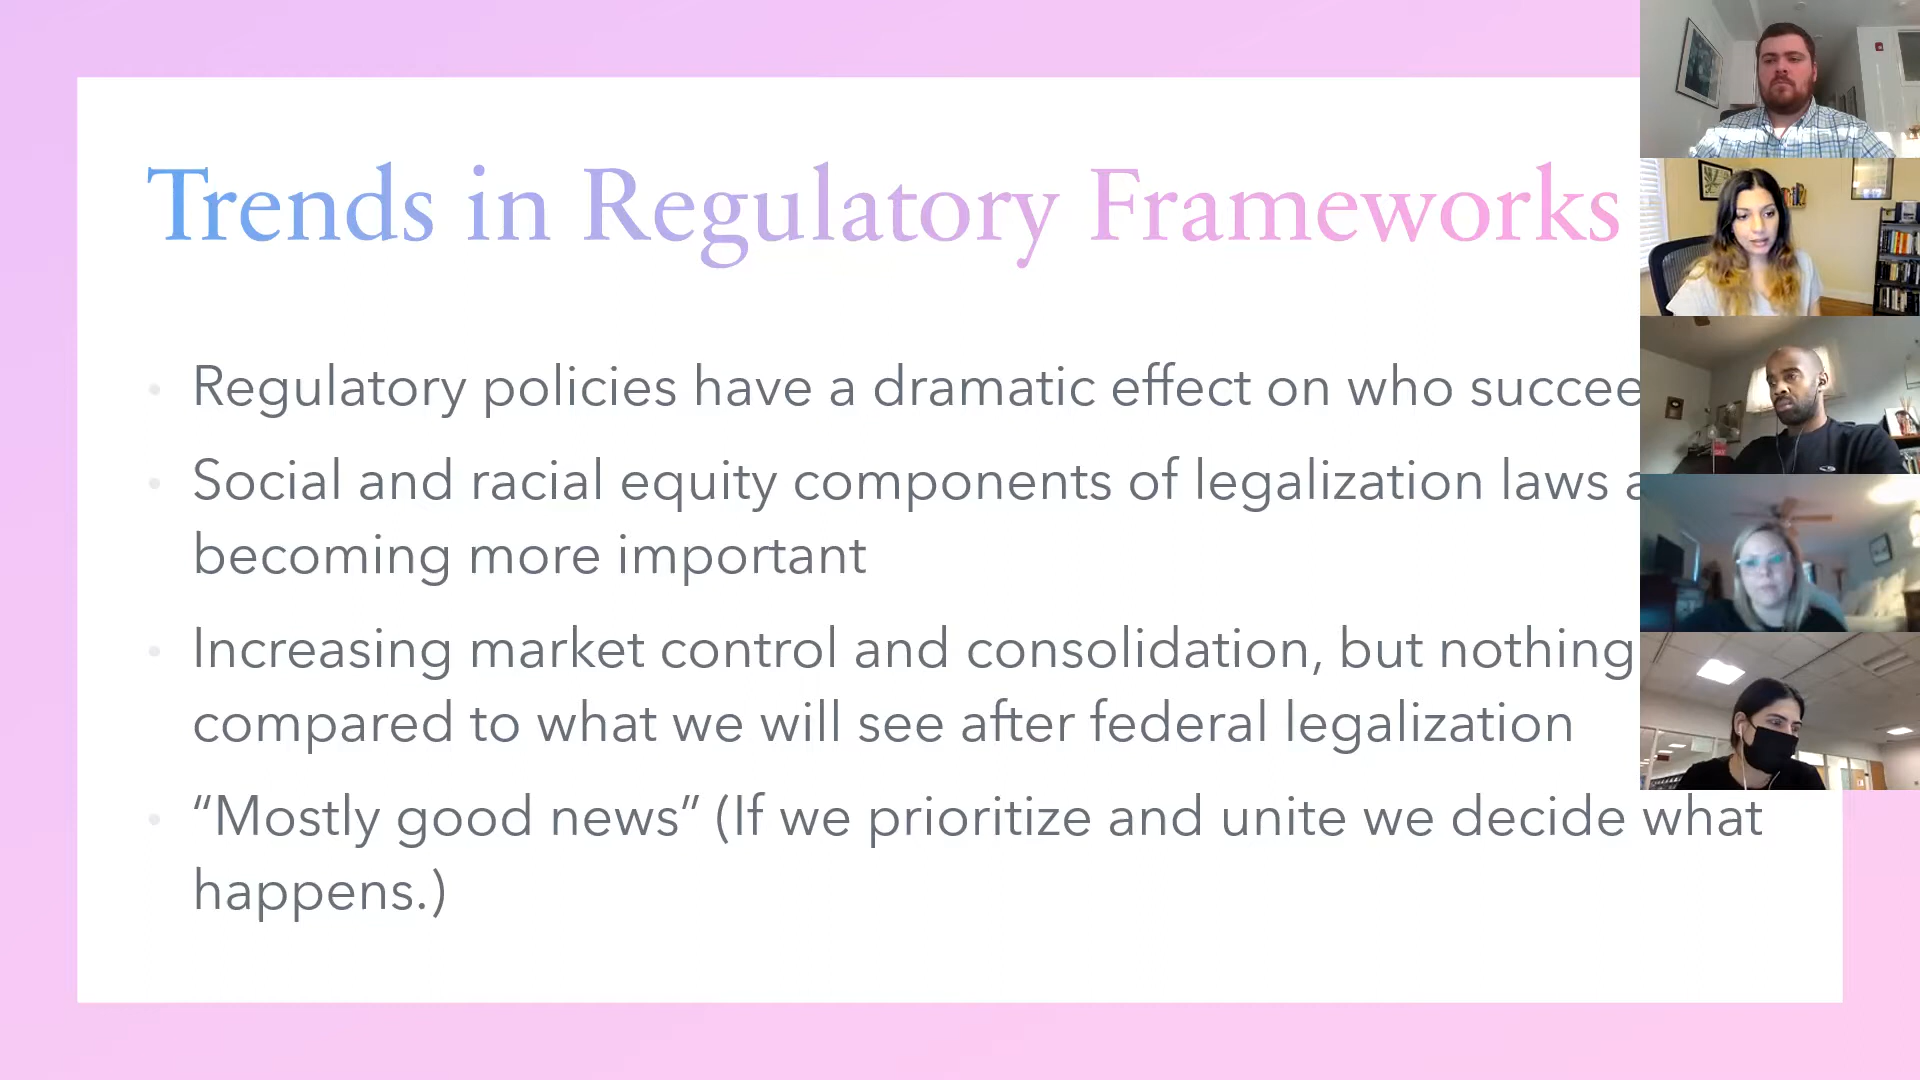 Trends in Regulatory Frameworks
Regulatory policies have a dramatic effect on who
Social and racial equity components of legalization laws
becoming more important
Increasing market control and consolidation, but nothing
compared to what we will see after federal legalization
“Mostly good news” (If we prioritize and unite we decide what
happens.)